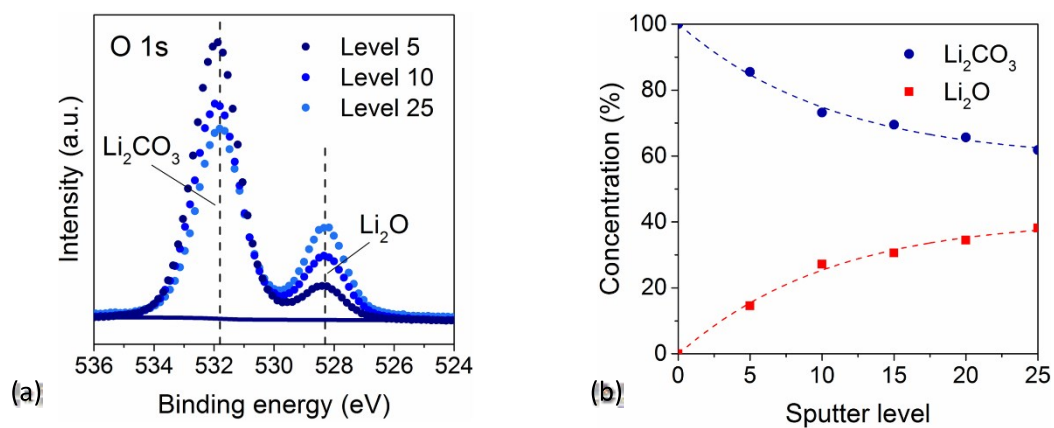 O 1s
Level 5
Level 10
Level 25
Li₂CO₃
Li₂O
Intensity (a.u.)
536 534 532 530 528 526 524
Binding energy (eV)
(a)
100
80
60
40
20
0
Li₂CO₃
Li₂O
Concentration (%)
0 5 10 15 20 25
Sputter level
(b)